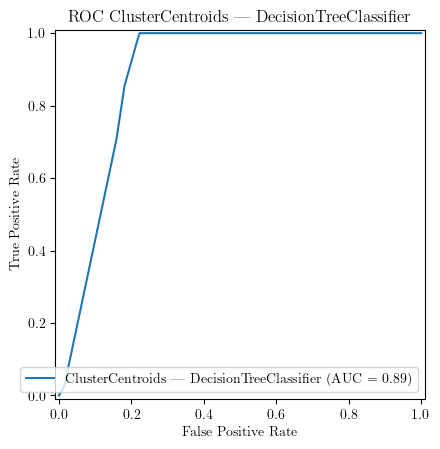 ROC ClusterCentroids — DecisionTreeClassifier
1.0
0.8
0.6
0.4
0.2
0.0
True Positive Rate
ClusterCentroids — DecisionTreeClassifier (AUC = 0.89)
0.0 0.2 0.4 0.6 0.8 1.0
False Positive Rate